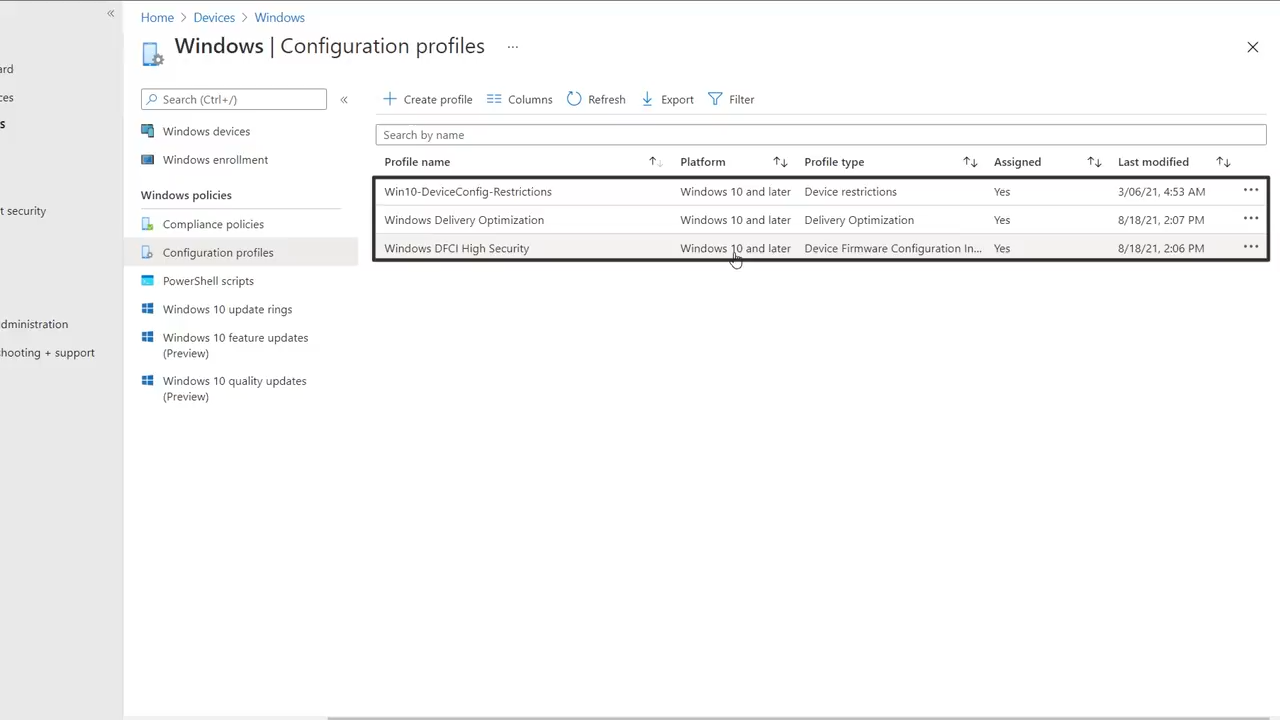 Home > Devices > Windows
Windows | Configuration profiles ...
ard
ces
s
t security
dministration
hooting + support
Search (Ctrl+/)
Windows devices
Windows enrollment
Windows policies
Compliance policies
Configuration profiles
PowerShell scripts
Windows 10 update rings
Windows 10 feature updates
(Preview)
Windows 10 quality updates
(Preview)
Create profile Columns Refresh Export Filter
Search by name
Profile name Platform Profile type Assigned Last modified
Win10-DeviceConfig-Restrictions Windows 10 and later Device restrictions Yes 3/06/21, 4:53 AM ...
Windows Delivery Optimization Windows 10 and later Delivery Optimization Yes 8/18/21, 2:07 PM ...
Windows DFCI High Security Windows 10 and later Device Firmware Configuration In... Yes 8/18/21, 2:06 PM ...